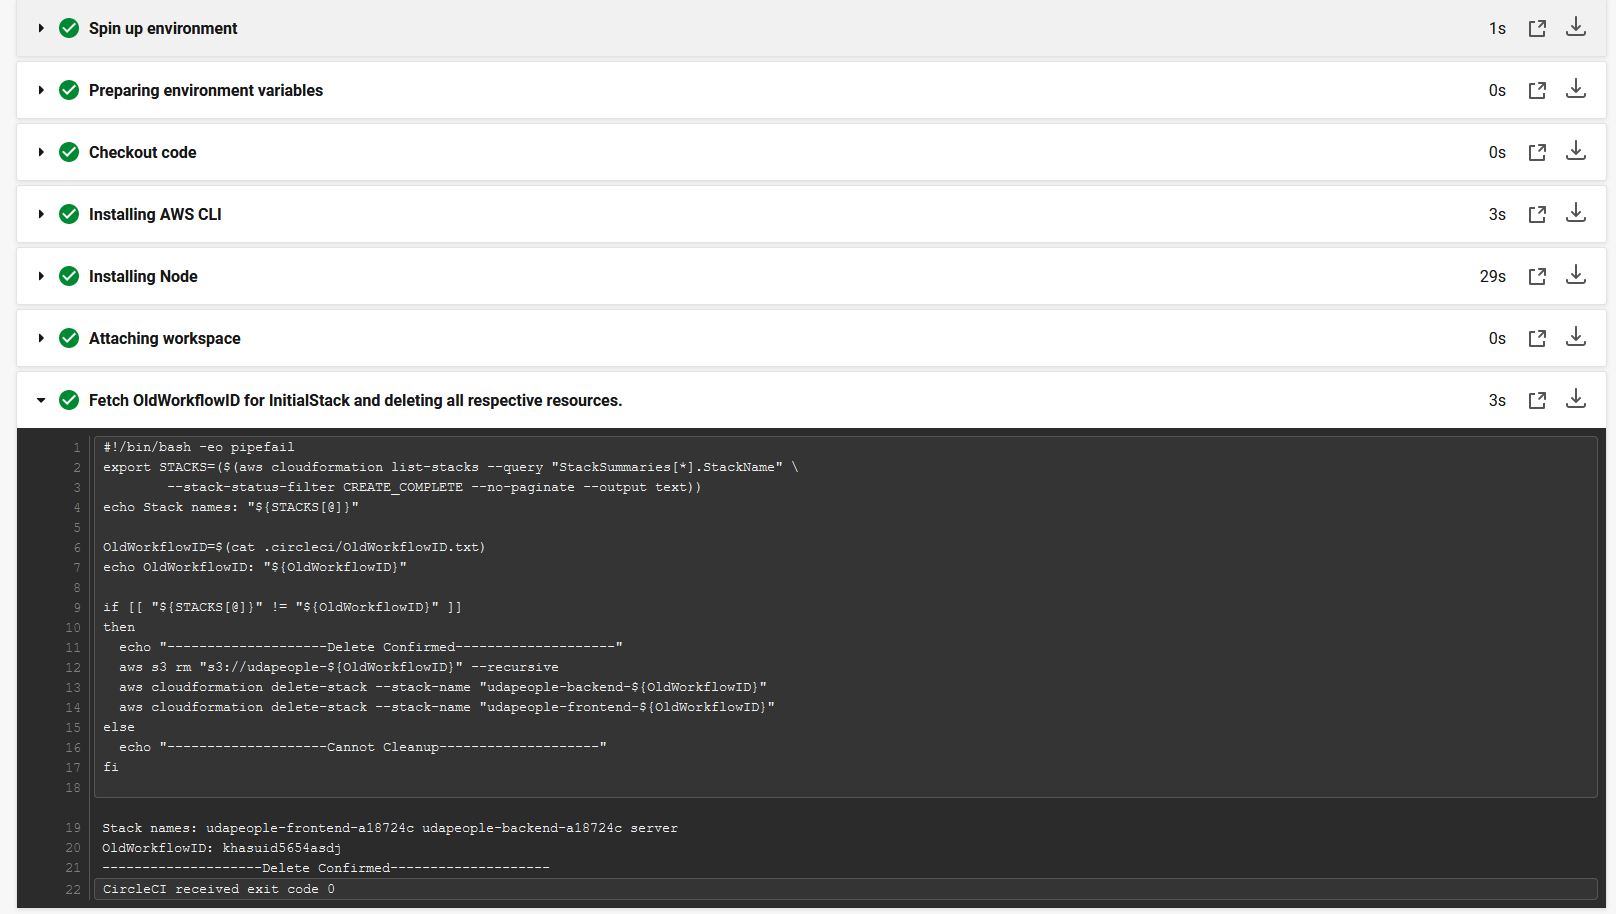 Spin up environment 1s
Preparing environment variables 0s
Checkout code 0s
Installing AWS CLI 3s
Installing Node 29s
Attaching workspace 0s
Fetch OldWorkflowID for InitialStack and deleting all respective resources. 3s
1 #!/bin/bash -eo pipefail
2 export STACKS=($(aws cloudformation list-stacks --query "StackSummaries[*].StackName" \
3         --stack-status-filter CREATE_COMPLETE --no-paginate --output text))
4 echo Stack names: "${STACKS[@]}"
5
6 OldWorkflowID=$(cat .circleci/OldWorkflowID.txt)
7 echo OldWorkflowID: "${OldWorkflowID}"
8
9 if [[ "${STACKS[@]}" != "${OldWorkflowID}" ]]
10 then
11   echo "--------------------Delete Confirmed--------------------"
12   aws s3 rm "s3://udapeople-${OldWorkflowID}" --recursive
13   aws cloudformation delete-stack --stack-name "udapeople-backend-${OldWorkflowID}"
14   aws cloudformation delete-stack --stack-name "udapeople-frontend-${OldWorkflowID}"
15 else
16   echo "--------------------Cannot Cleanup--------------------"
17 fi
18
19 Stack names: udapeople-frontend-a18724c udapeople-backend-a18724c server
20 OldWorkflowID: khasuid5654asdj
21 --------------------Delete Confirmed--------------------
22 CircleCI received exit code 0